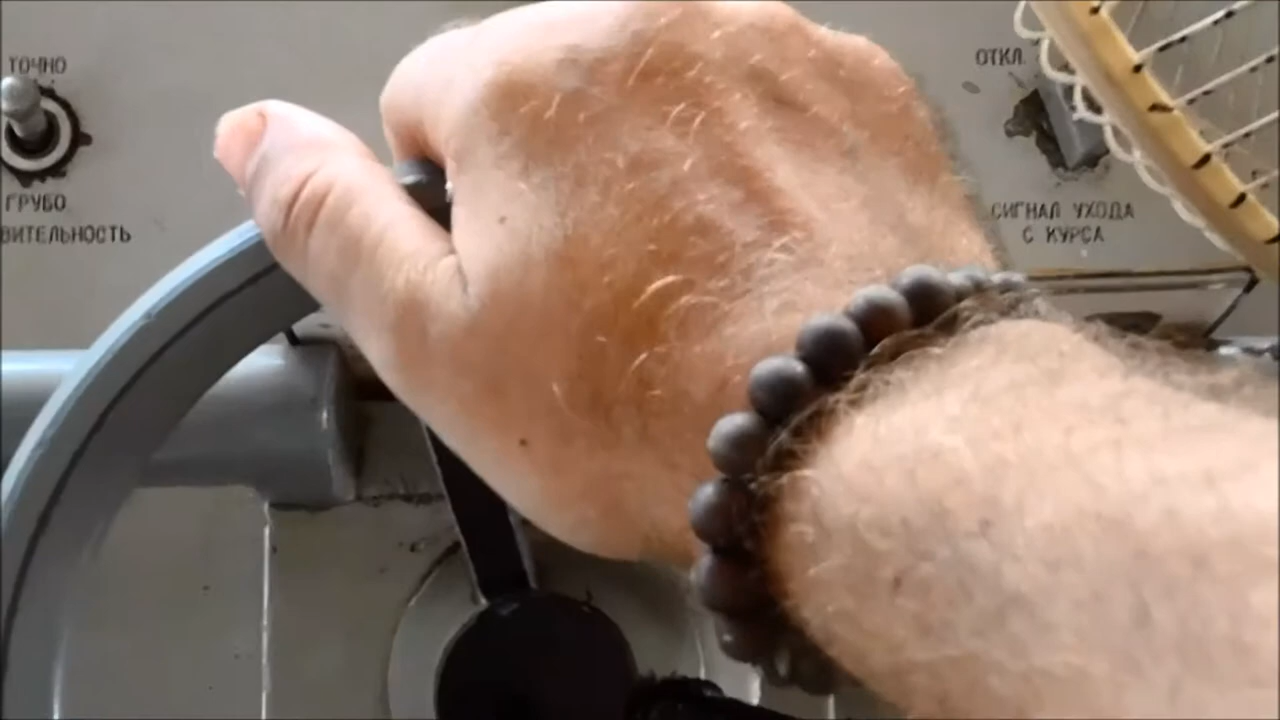 ТОЧНО
ГРУБО
ВИТЕЛЬНОСТЬ
ОТКЛ.
СИГНАЛ УХОДА
С КУРСА